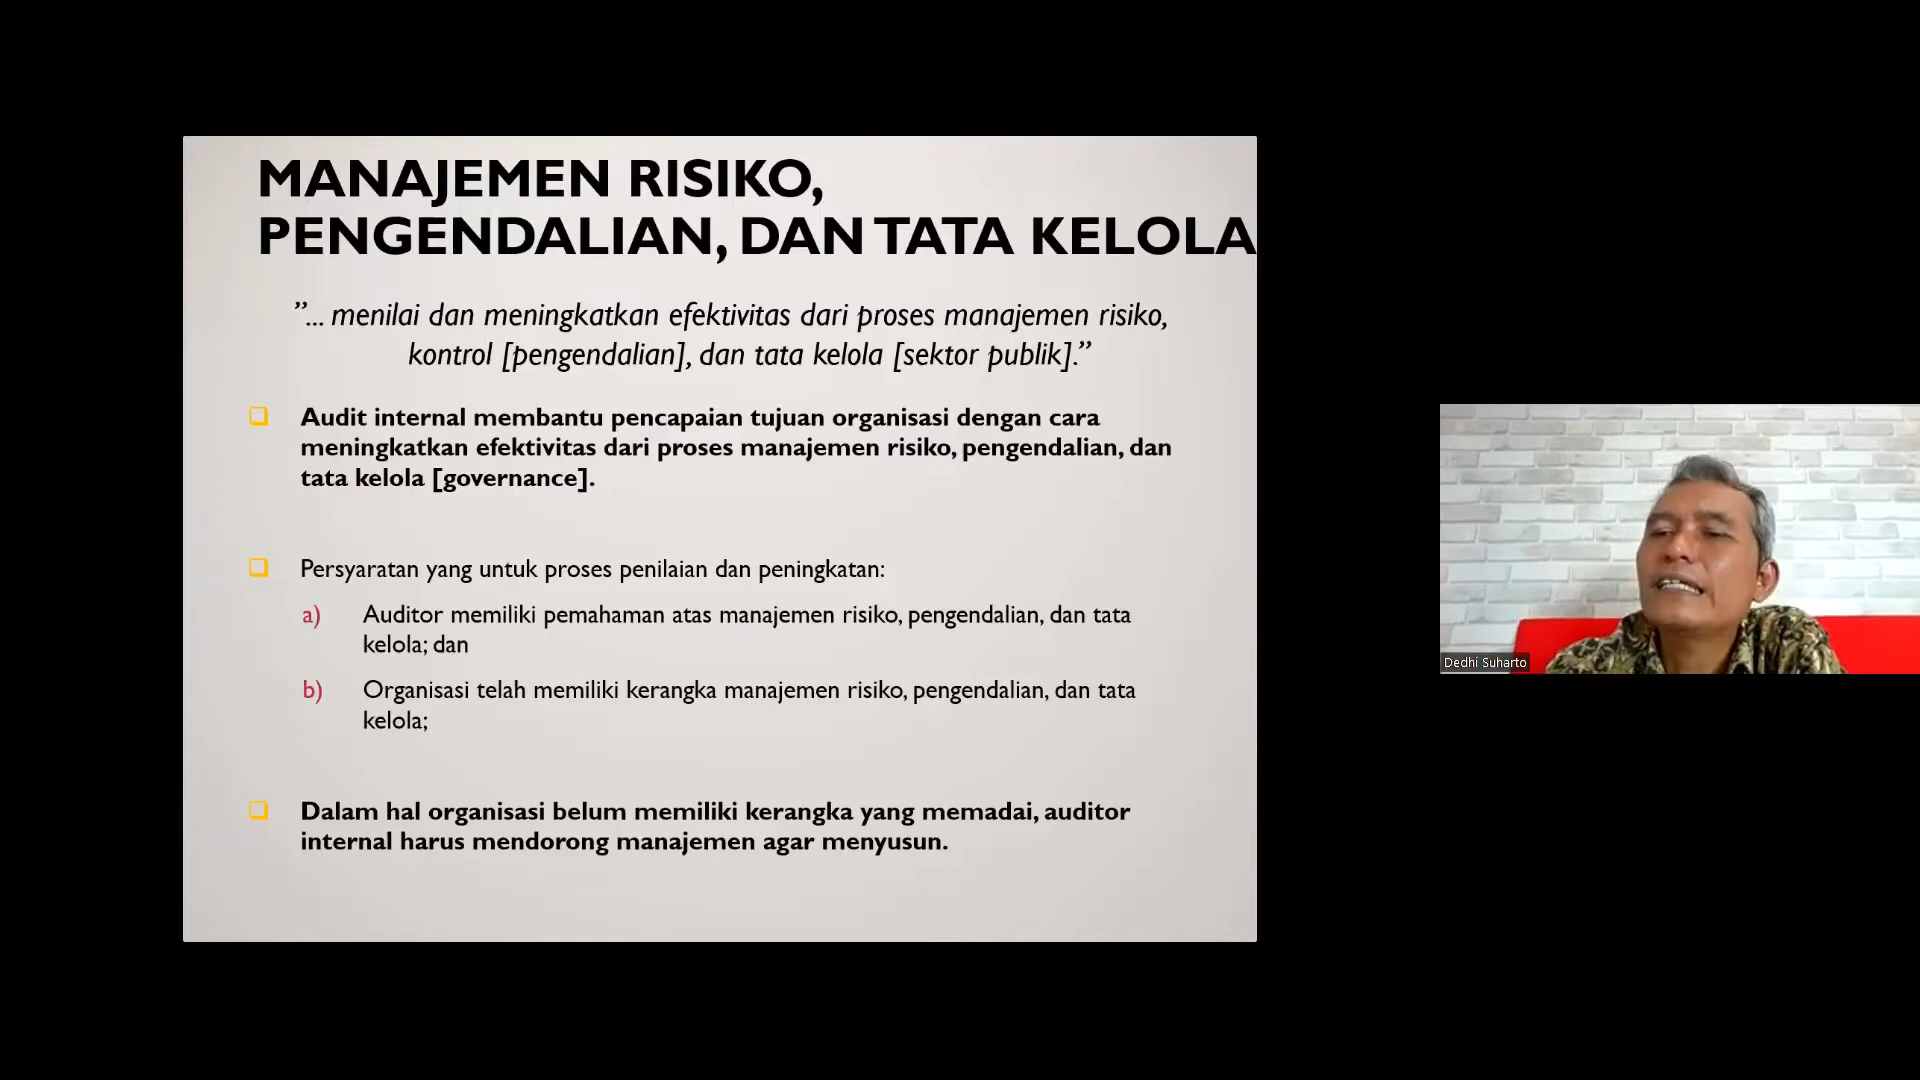 MANAJEMEN RISIKO,
PENGENDALIAN, DAN TATA KELOLA
”... menilai dan meningkatkan efektivitas dari proses manajemen risiko,
kontrol [pengendalian], dan tata kelola [sektor publik].”
❑ Audit internal membantu pencapaian tujuan organisasi dengan cara
meningkatkan efektivitas dari proses manajemen risiko, pengendalian, dan
tata kelola [governance].
❑ Persyaratan yang untuk proses penilaian dan peningkatan:
a) Auditor memiliki pemahaman atas manajemen risiko, pengendalian, dan tata
kelola; dan
b) Organisasi telah memiliki kerangka manajemen risiko, pengendalian, dan tata
kelola;
❑ Dalam hal organisasi belum memiliki kerangka yang memadai, auditor
internal harus mendorong manajemen agar menyusun.
Dedhi Suharto